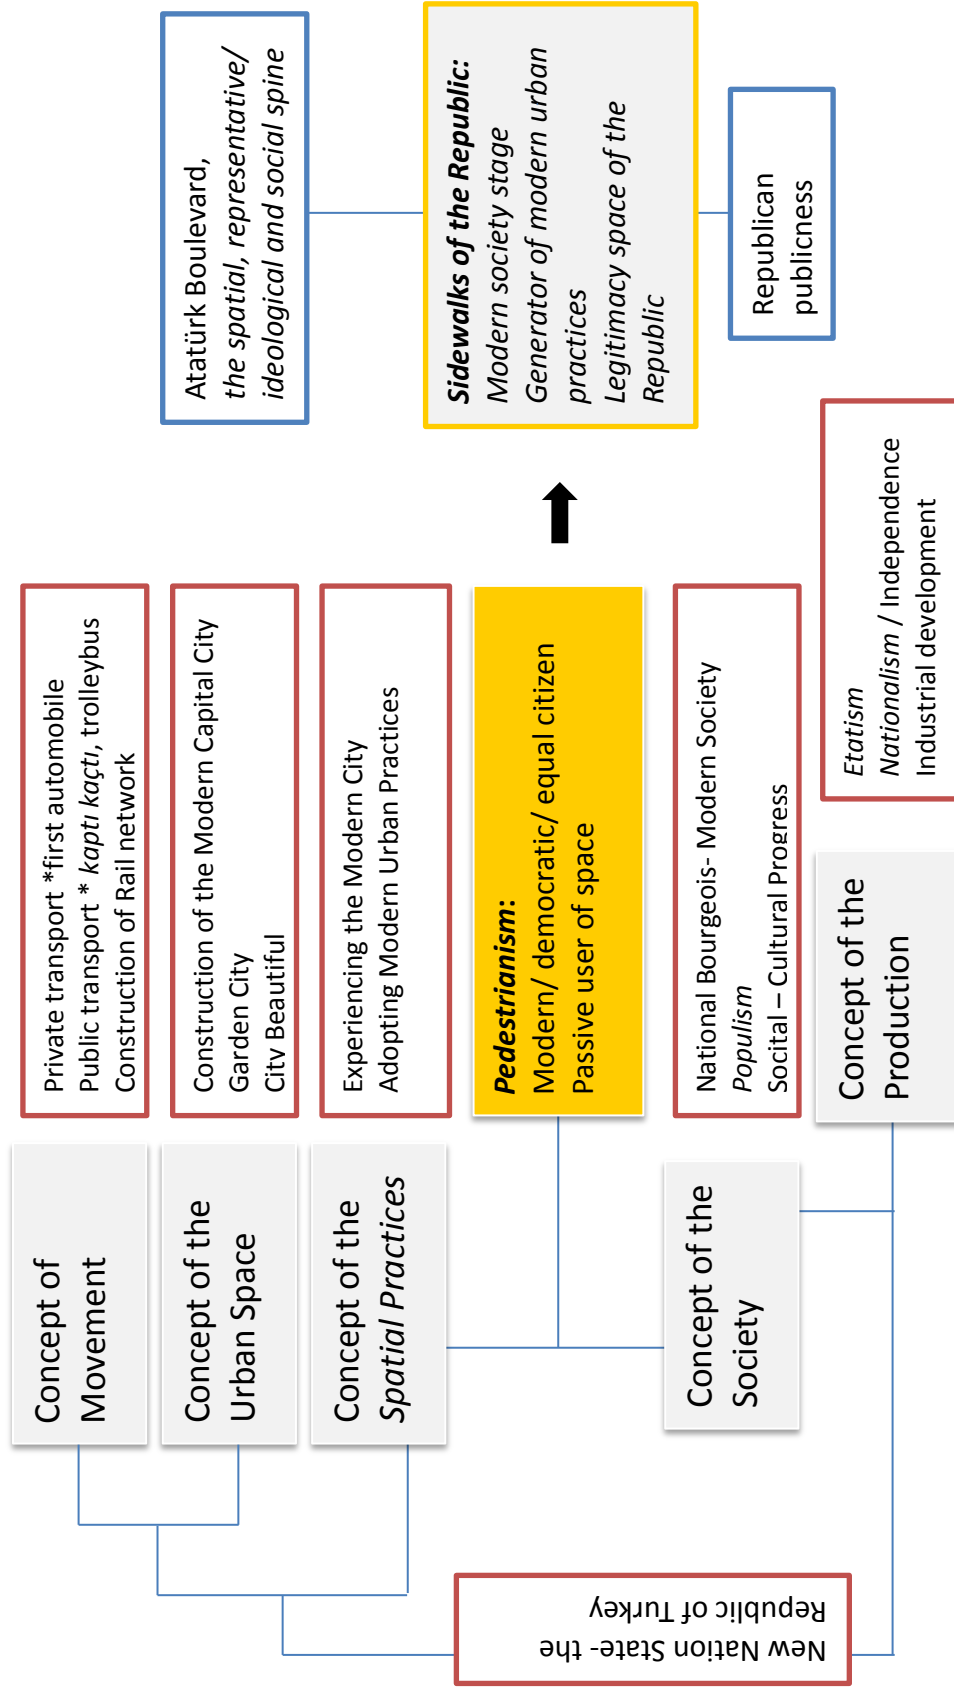 New Nation State- the
Republic of Turkey
Concept of
Movement
Private transport *first automobile
Public transport * kaptı kaçtı, trolleybus
Construction of Rail network
Concept of the
Urban Space
Construction of the Modern Capital City
Garden City
City Beautiful
Concept of the
Spatial Practices
Experiencing the Modern City
Adopting Modern Urban Practices
Pedestrianism:
Modern/ democratic/ equal citizen
Passive user of space
Concept of the
Society
National Bourgeois- Modern Society
Populism
Socital – Cultural Progress
Concept of the
Production
Etatism
Nationalism / Independence
Industrial development
Atatürk Boulevard,
the spatial, representative/
ideological and social spine
Sidewalks of the Republic:
Modern society stage
Generator of modern urban
practices
Legitimacy space of the
Republic
Republican
publicness